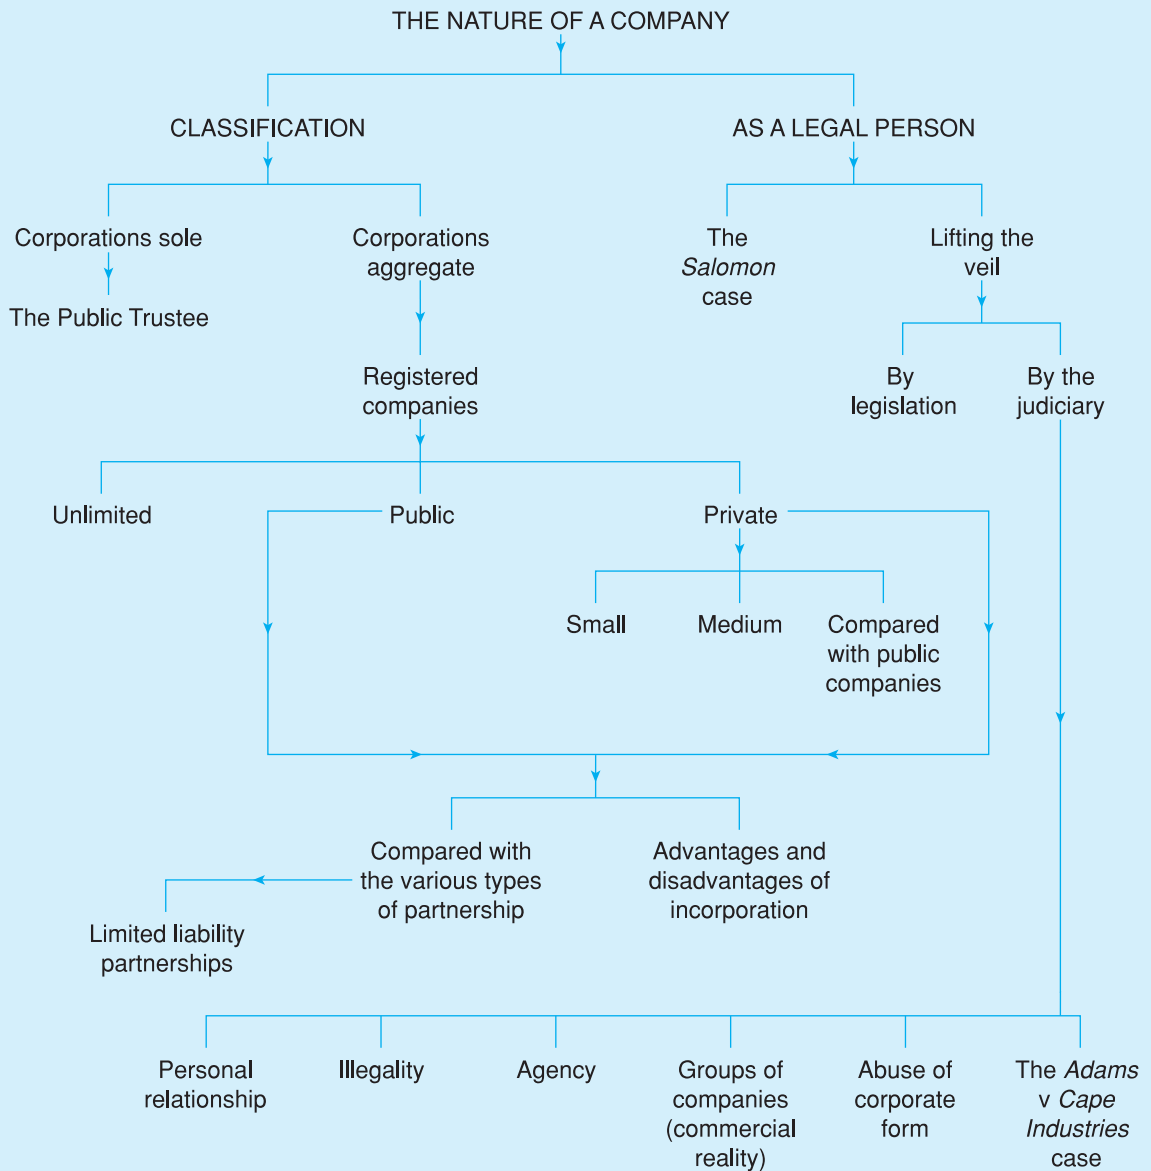 THE NATURE OF A COMPANY
CLASSIFICATION
AS A LEGAL PERSON
Corporations sole
Corporations
aggregate
The
Salomon
case
Lifting the
veil
The Public Trustee
Registered
companies
By
legislation
By the
judiciary
Unlimited
Public
Private
Small
Medium
Compared
with public
companies
Compared with
the various types
of partnership
Advantages and
disadvantages of
incorporation
Limited liability
partnerships
Personal
relationship
Illegality
Agency
Groups of
companies
(commercial
reality)
Abuse of
corporate
form
The Adams
v Cape
Industries
case